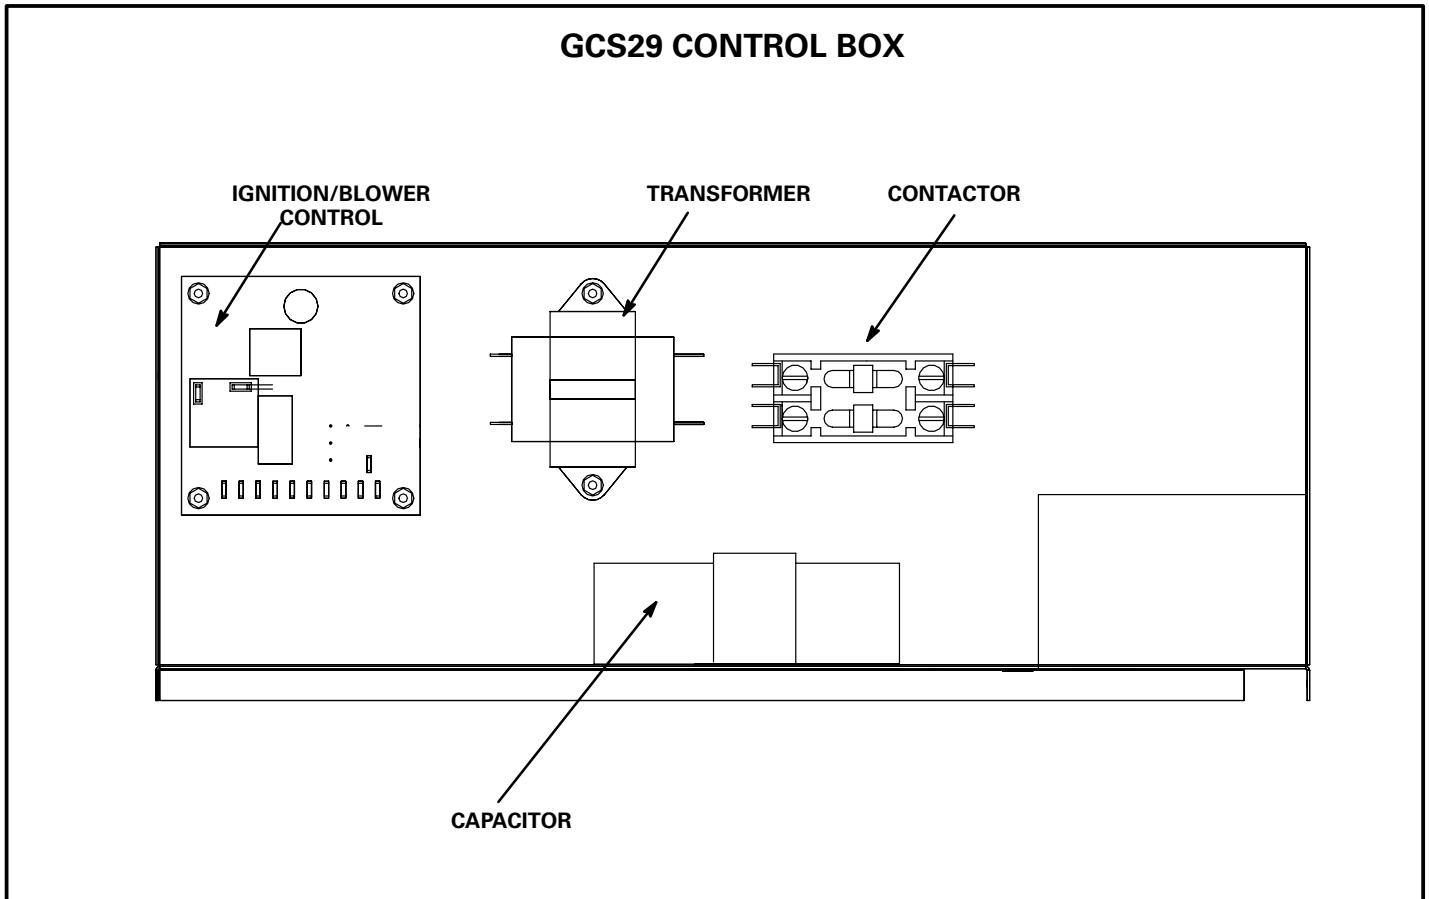 GCS29 CONTROL BOX
IGNITION/BLOWER
CONTROL
TRANSFORMER
CONTACTOR
CAPACITOR